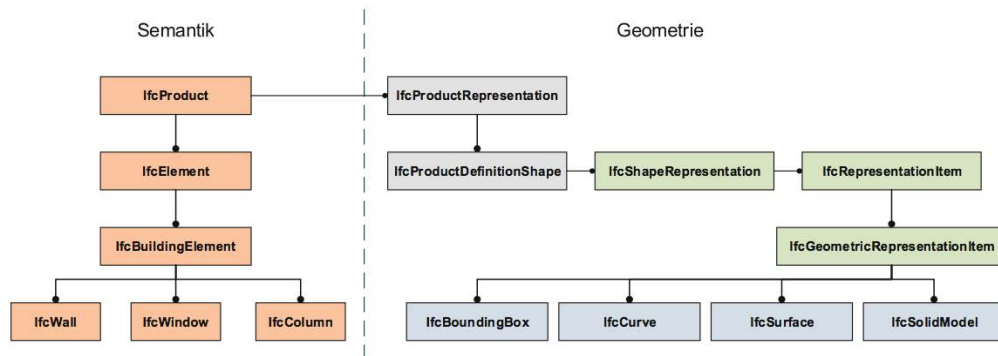 Semantik
Geometrie
IfcProduct
IfcProductRepresentation
IfcElement
IfcProductDefinitionShape
IfcShapeRepresentation
IfcRepresentationItem
IfcBuildingElement
IfcGeometricRepresentationItem
IfcWall
IfcWindow
IfcColumn
IfcBoundingBox
IfcCurve
IfcSurface
IfcSolidModel